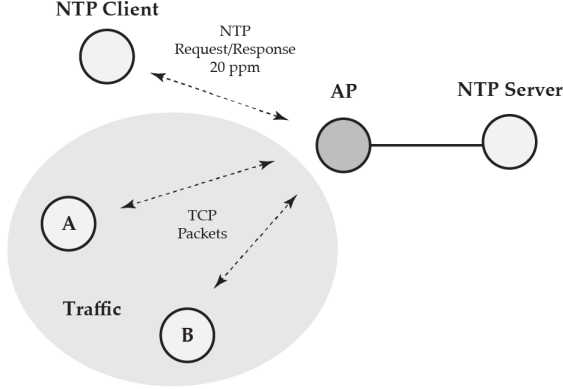 NTP Client
NTP
Request/Response
20 ppm
AP
NTP Server
A
TCP
Packets
Traffic
B